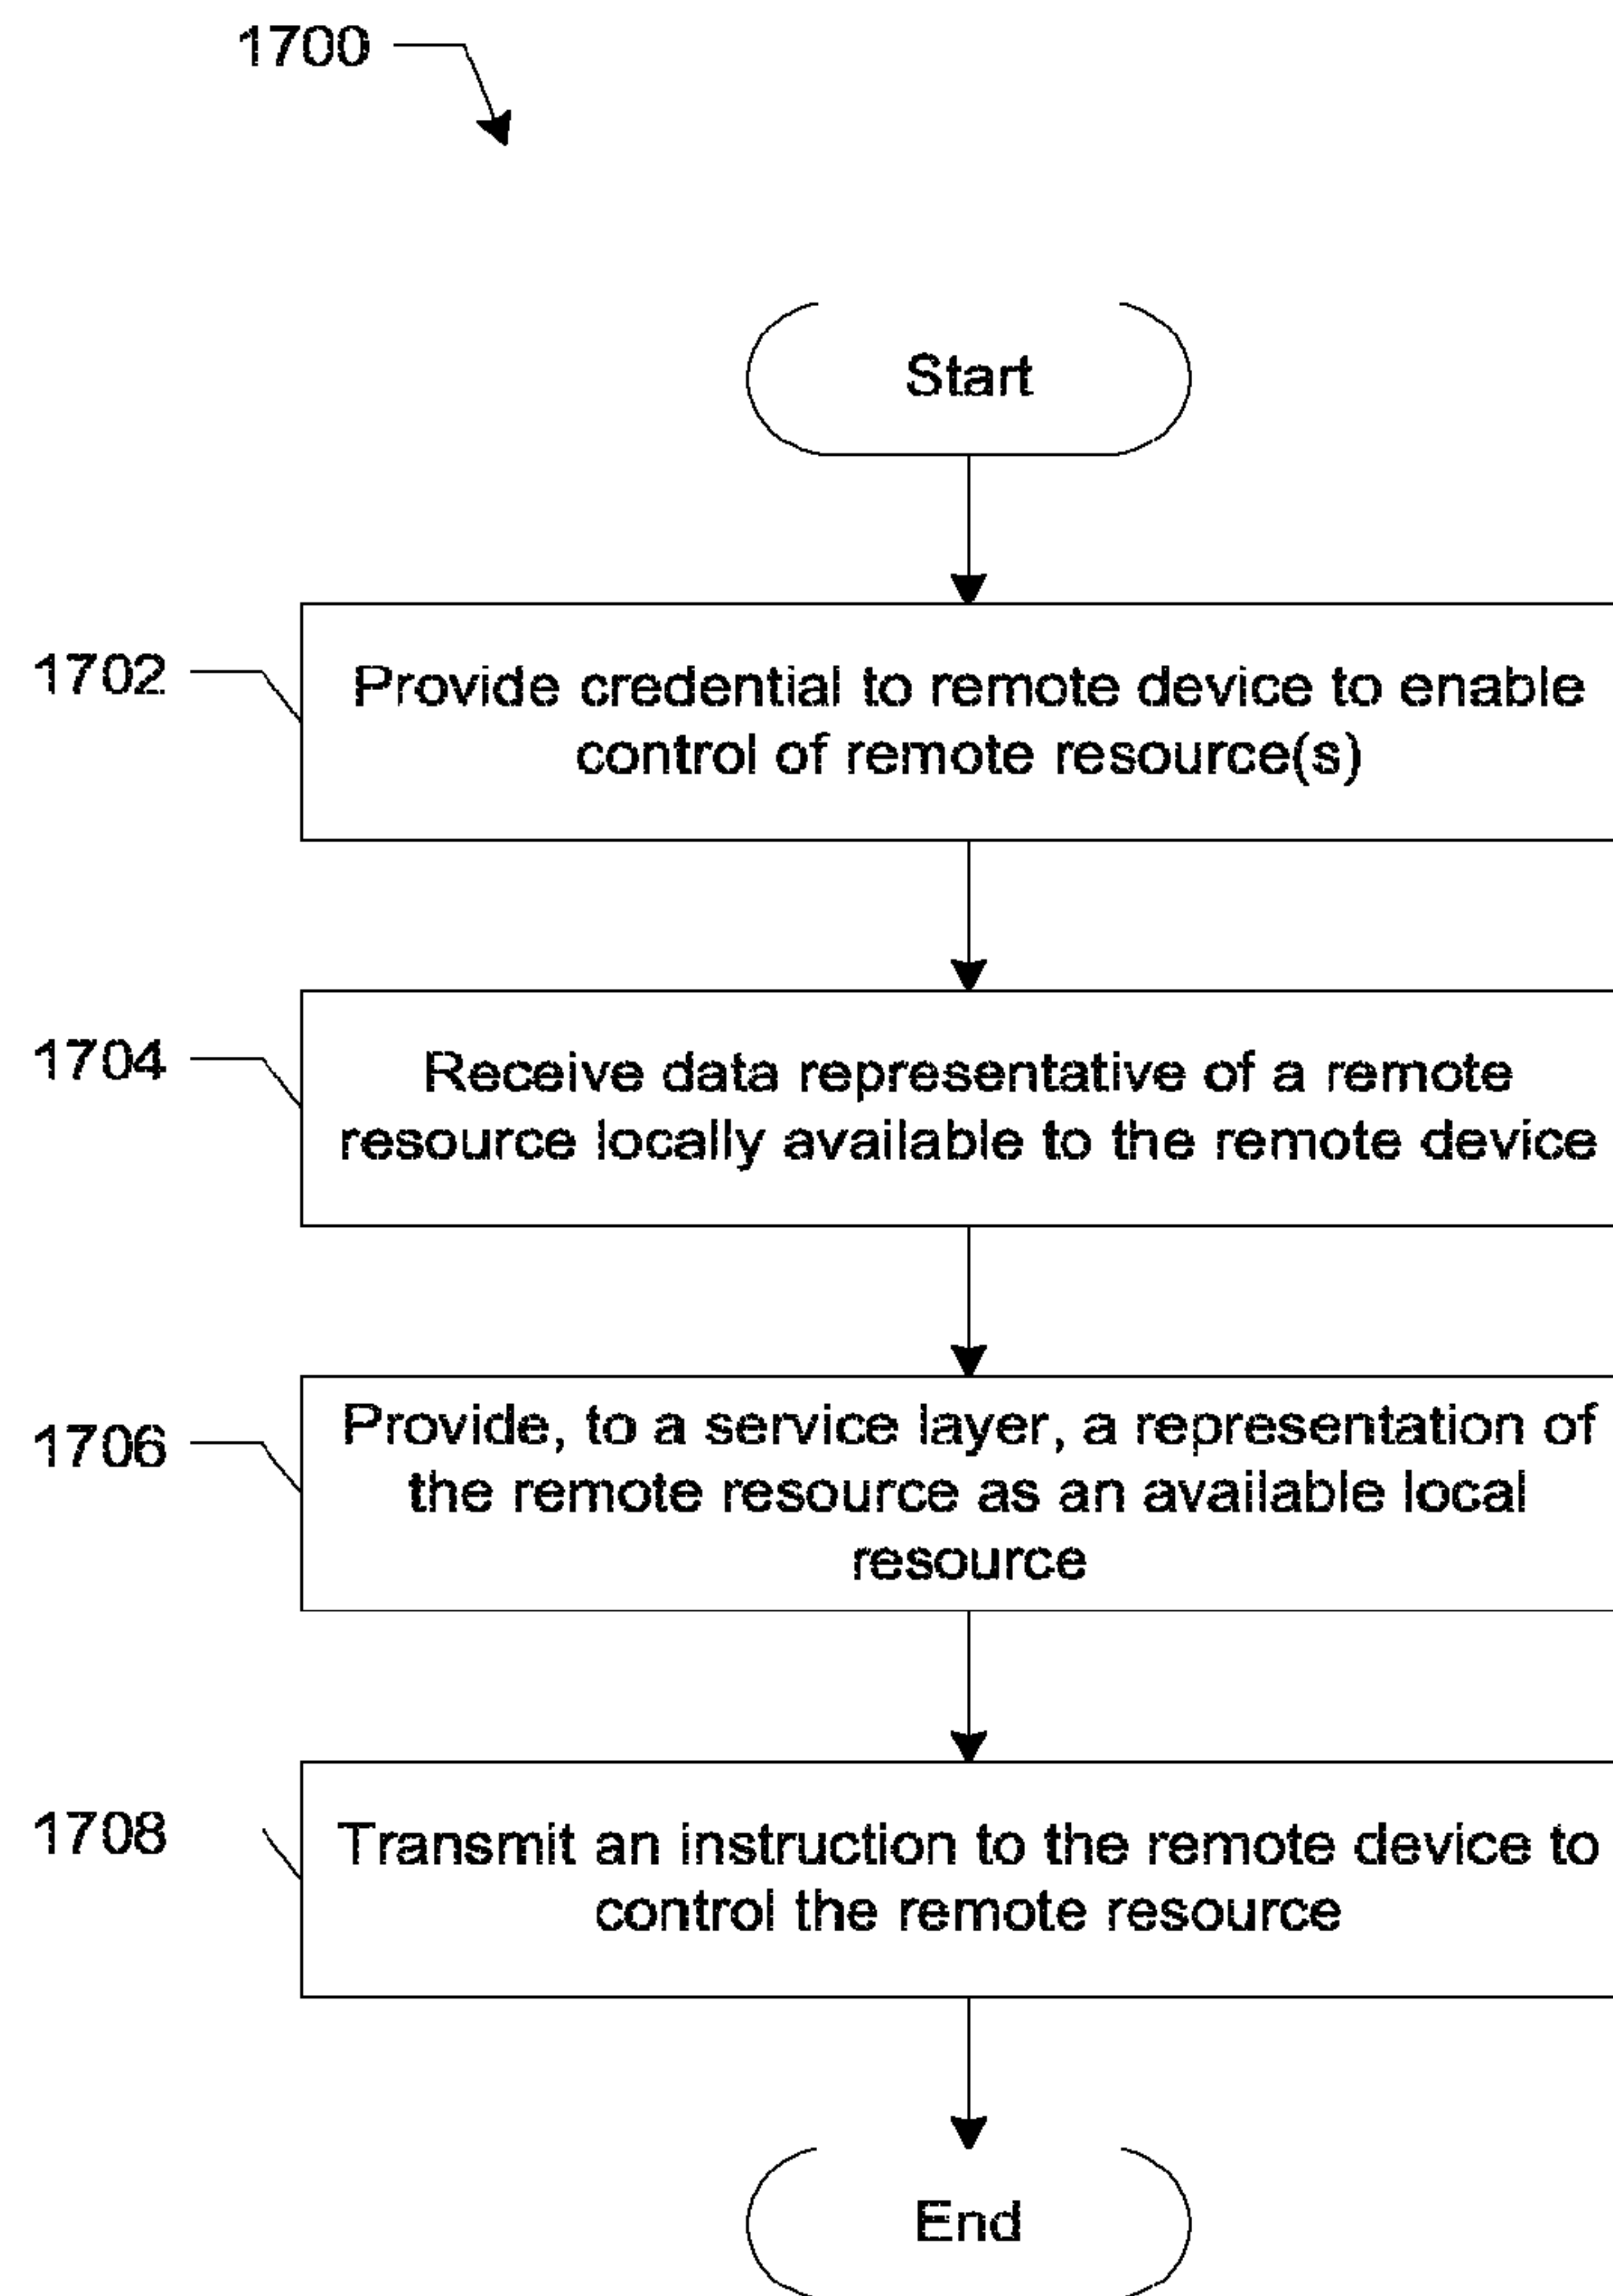 1700
Start
1702
Provide credential to remote device to enable
control of remote resource(s)
1704
Receive data representative of a remote
resource locally available to the remote device
1706
Provide, to a service layer, a representation of
the remote resource as an available local
resource
1708
Transmit an instruction to the remote device to
control the remote resource
End